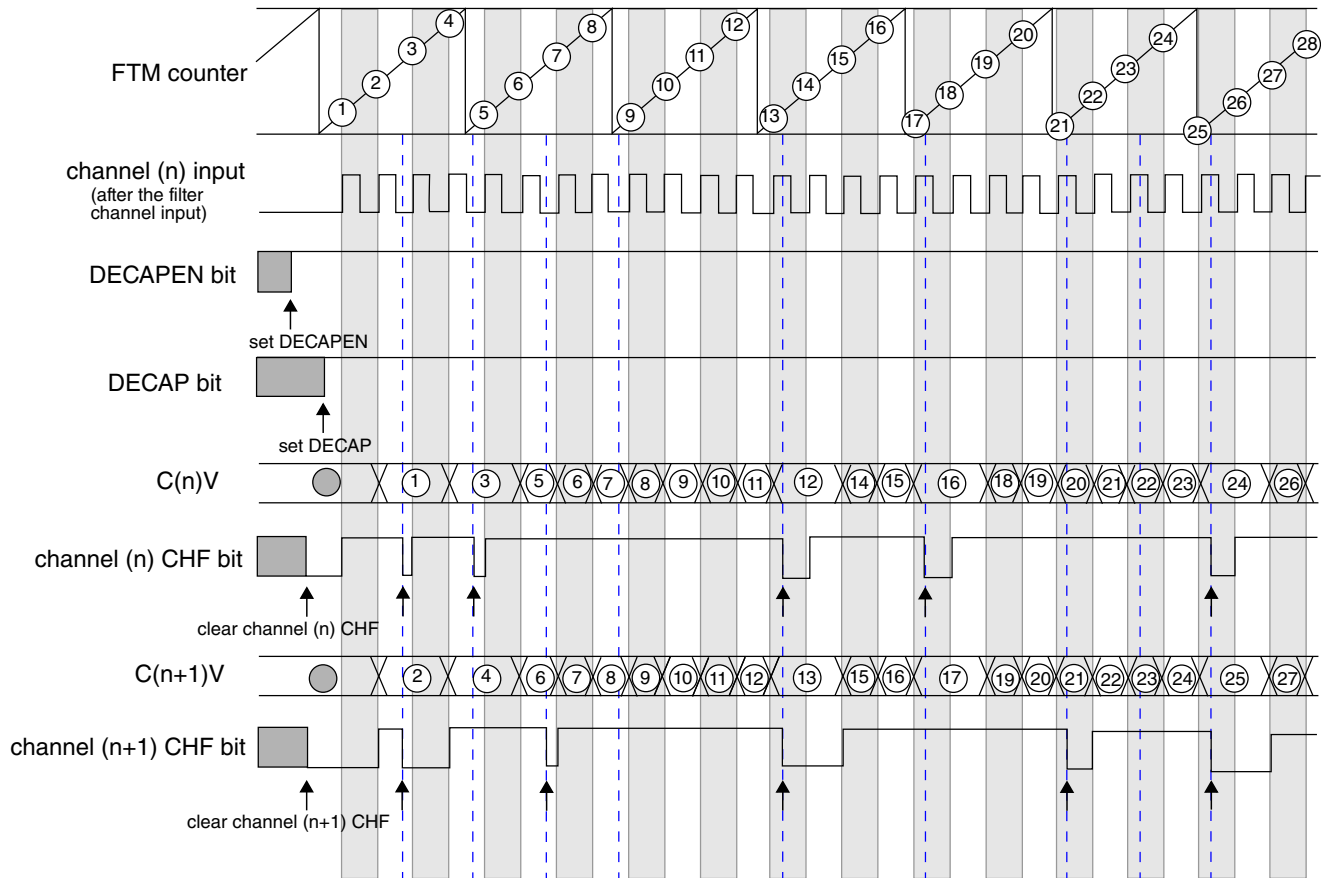 FTM counter
1 2 3 4 5 6 7 8 9 10 11 12 13 14 15 16 17 18 19 20 21 22 23 24 25 26 27 28
channel (n) input
(after the filter
channel input)
DECAPEN bit
set DECAPEN
DECAP bit
set DECAP
C(n)V 1 3 5 6 7 8 9 10 11 12 14 15 16 18 19 20 21 22 23 24 26
channel (n) CHF bit
clear channel (n) CHF
C(n+1)V 2 4 6 7 8 9 10 11 12 13 15 16 17 19 20 21 22 23 24 25 27
channel (n+1) CHF bit
clear channel (n+1) CHF